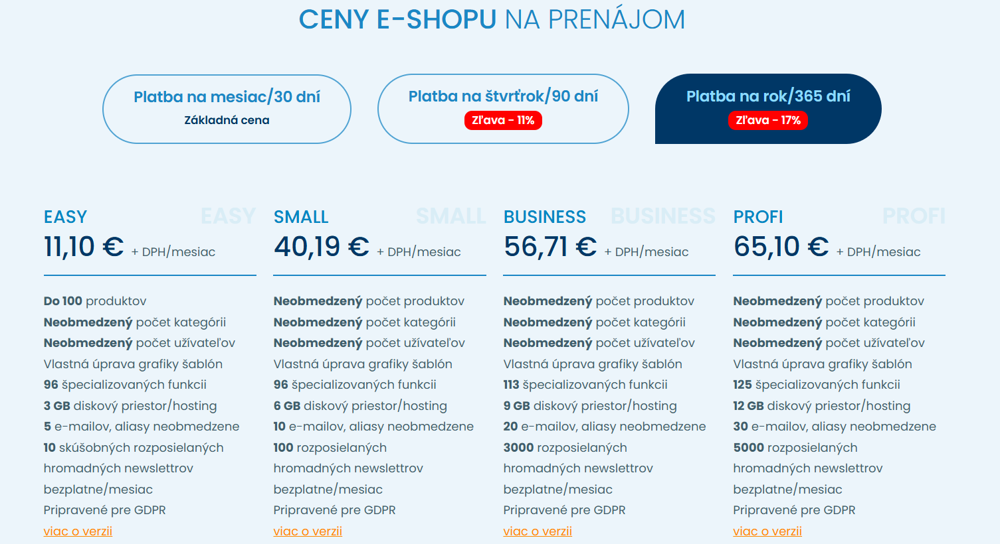 CENY E-SHOPU NA PRENÁJOM
Platba na mesiac/30 dní
Základná cena
Platba na štvrťrok/90 dní
Zľava - 11%
Platba na rok/365 dní
Zľava - 17%
EASY
EASY
11,10 € + DPH/mesiac
Do 100 produktov
Neobmedzený počet kategórii
Neobmedzený počet užívateľov
Vlastná úprava grafiky šablón
96 špecializovaných funkcii
3 GB diskový priestor/hosting
5 e-mailov, aliasy neobmedzene
10 skúšobných rozposielaných
hromadných newslettrov
bezplatne/mesiac
Pripravené pre GDPR
viac o verzii
SMALL
SMALL
40,19 € + DPH/mesiac
Neobmedzený počet produktov
Neobmedzený počet kategórii
Neobmedzený počet užívateľov
Vlastná úprava grafiky šablón
96 špecializovaných funkcii
6 GB diskový priestor/hosting
10 e-mailov, aliasy neobmedzene
100 rozposielaných
hromadných newslettrov
bezplatne/mesiac
Pripravené pre GDPR
viac o verzii
BUSINESS
BUSINESS
56,71 € + DPH/mesiac
Neobmedzený počet produktov
Neobmedzený počet kategórii
Neobmedzený počet užívateľov
Vlastná úprava grafiky šablón
113 špecializovaných funkcii
9 GB diskový priestor/hosting
20 e-mailov, aliasy neobmedzene
3000 rozposielaných
hromadných newslettrov
bezplatne/mesiac
Pripravené pre GDPR
viac o verzii
PROFI
PROFI
65,10 € + DPH/mesiac
Neobmedzený počet produktov
Neobmedzený počet kategórii
Neobmedzený počet užívateľov
Vlastná úprava grafiky šablón
125 špecializovaných funkcii
12 GB diskový priestor/hosting
30 e-mailov, aliasy neobmedzene
5000 rozposielaných
hromadných newslettrov
bezplatne/mesiac
Pripravené pre GDPR
viac o verzii